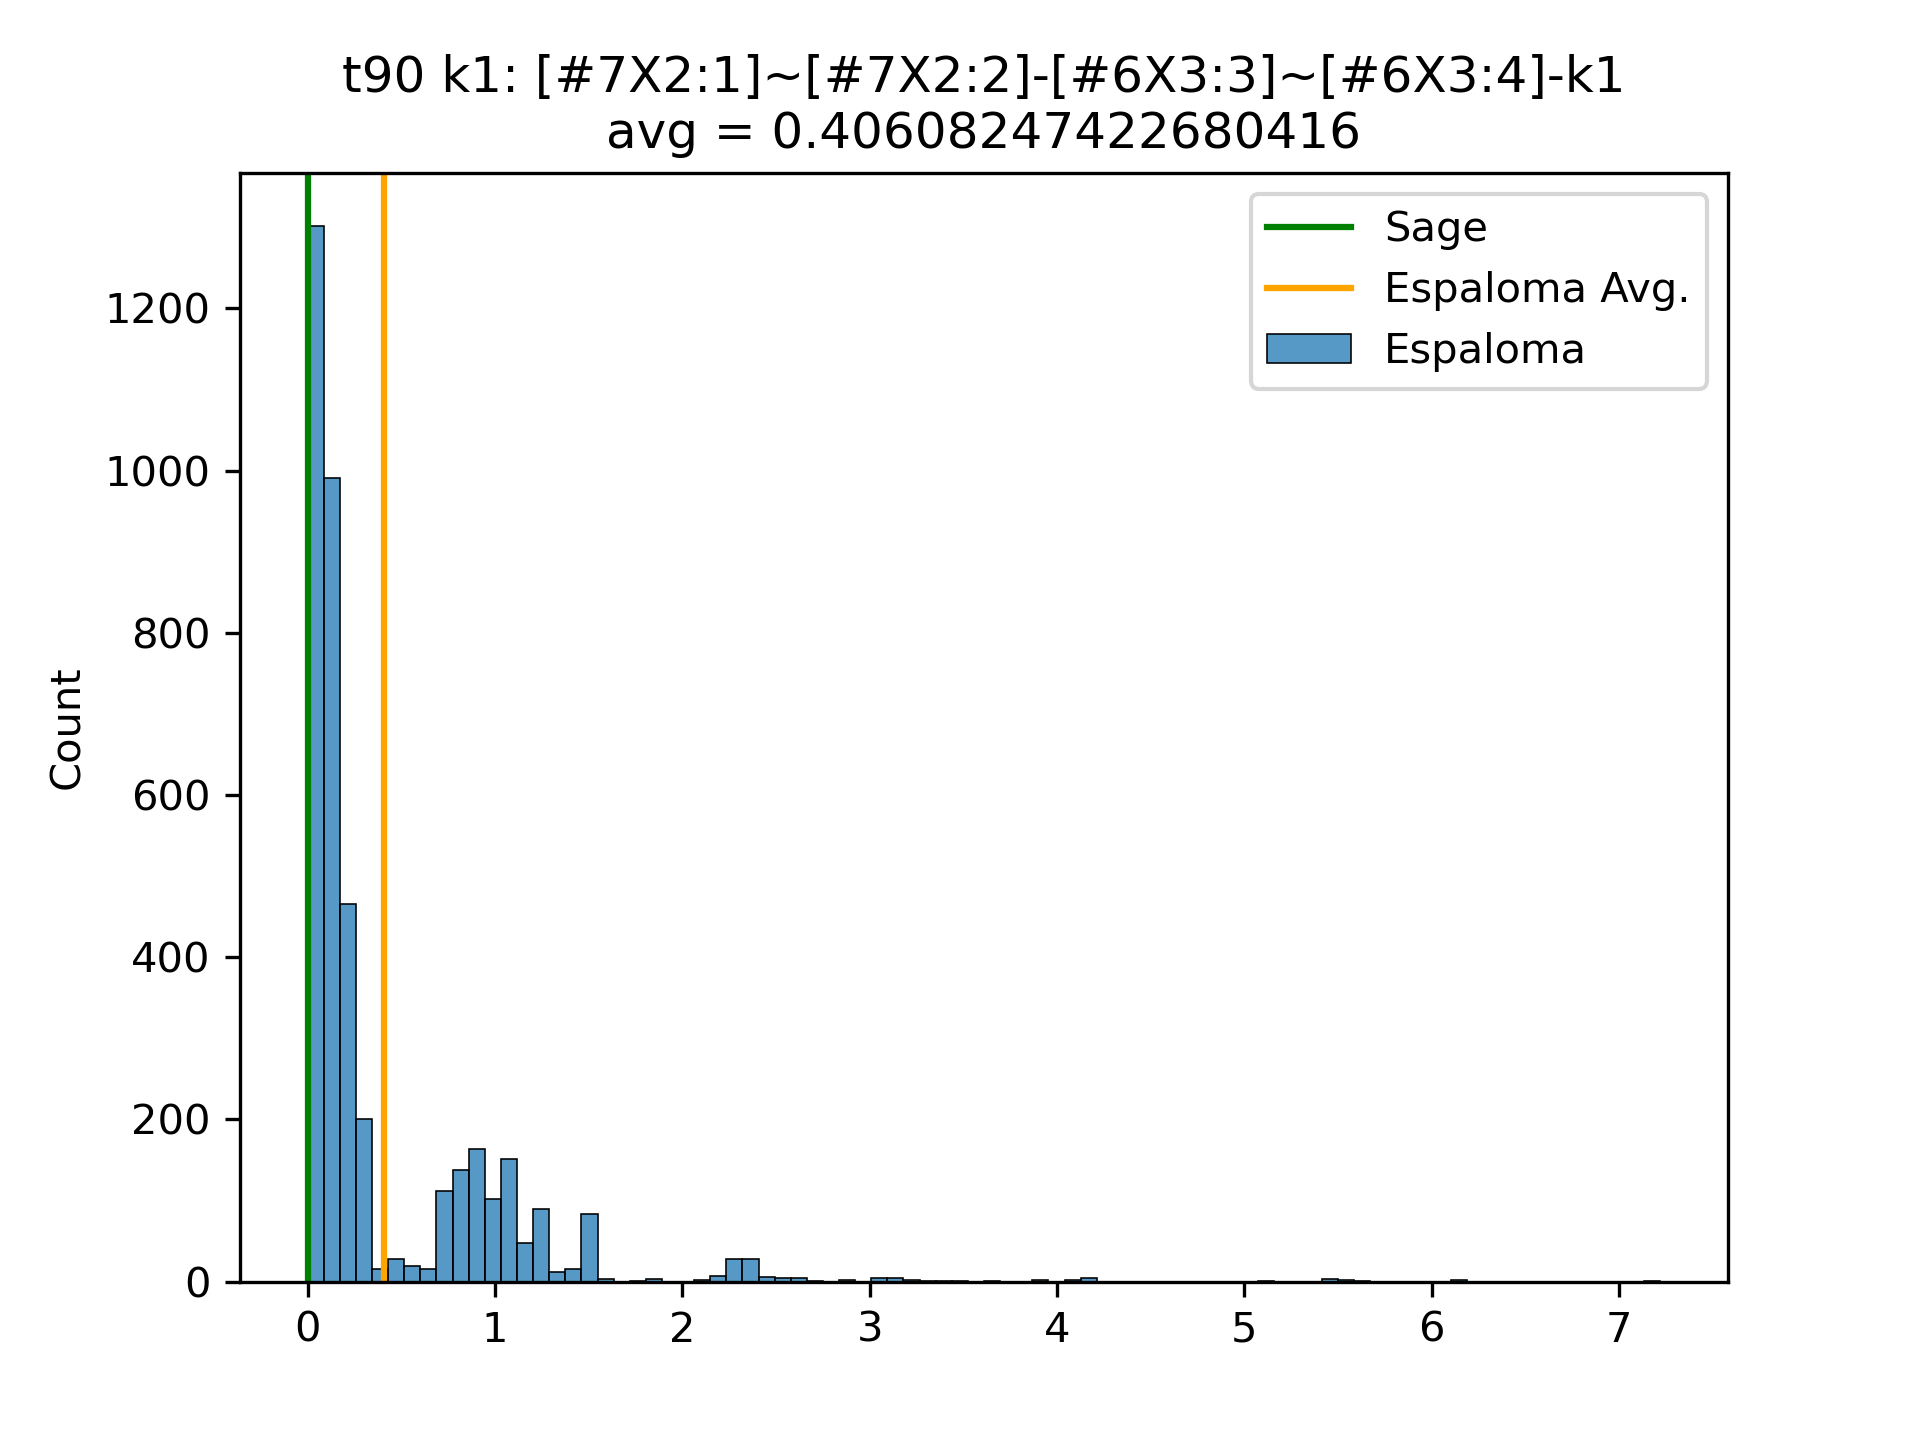 t90 k1: [#7X2:1]~[#7X2:2]-[#6X3:3]~[#6X3:4]-k1
avg = 0.40608247422680416
Sage
Espaloma Avg.
Espaloma
1200
1000
800
600
400
200
0
Count
0 1 2 3 4 5 6 7